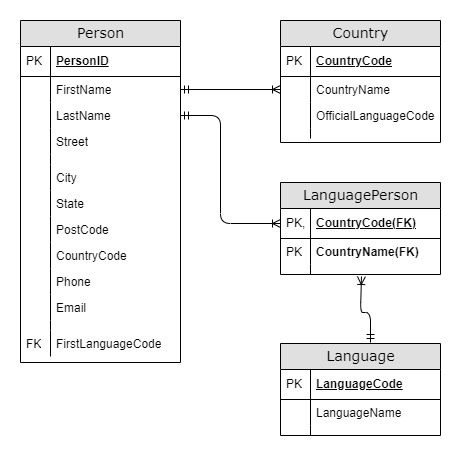 Person
PK PersonID
FirstName
LastName
Street
City
State
PostCode
CountryCode
Phone
Email
FK FirstLanguageCode
Country
PK CountryCode
CountryName
OfficialLanguageCode
LanguagePerson
PK, CountryCode(FK)
PK CountryName(FK)
Language
PK LanguageCode
LanguageName